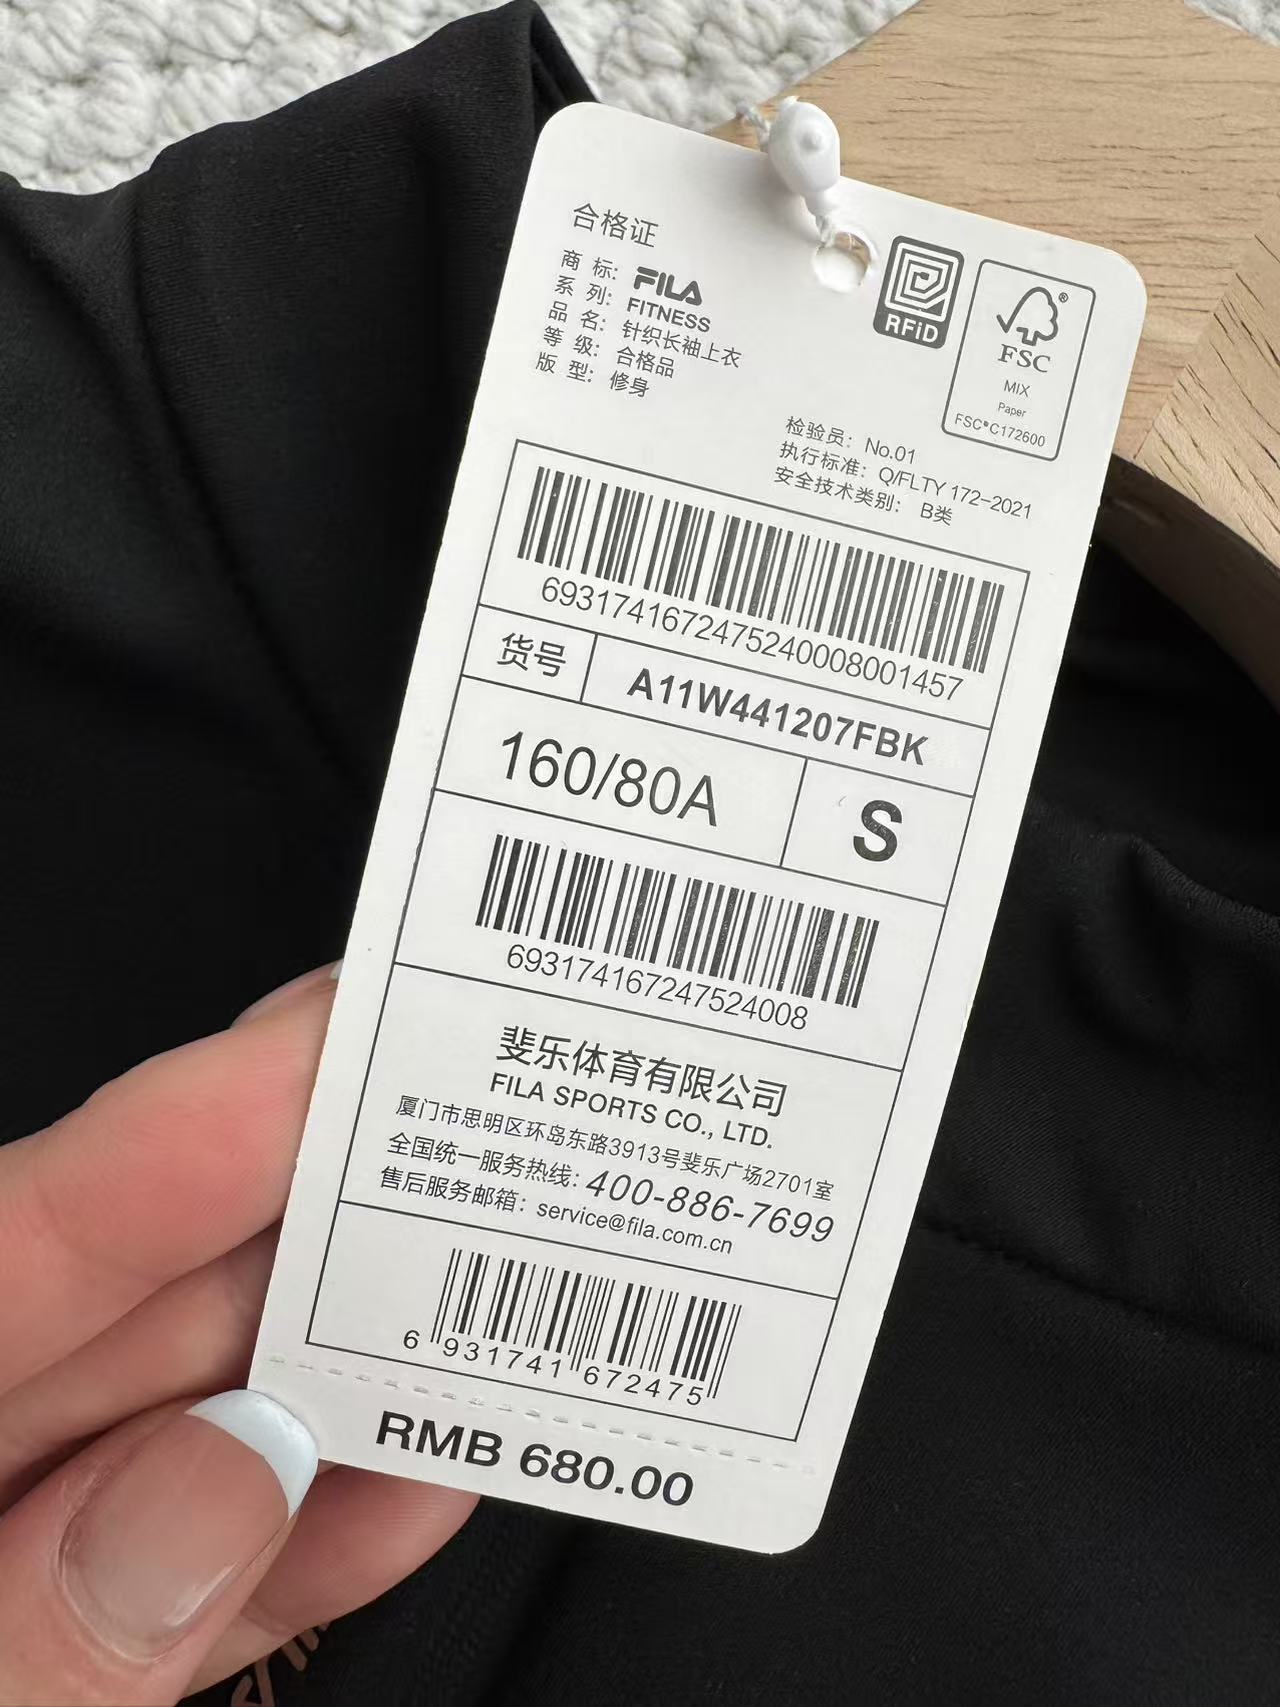 合格证
商 标: FILA
系 列: FITNESS
品 名: 针织长袖上衣
等 级: 合格品
版 型: 修身
RFiD
FSC®
MIX
Paper
FSC® C172600
检验员: No.01
执行标准: Q/FLTY 172-2021
安全技术类别: B类
693174167247524000800​1457
货号 A11W441207FBK
160/80A S
693174167247524008
斐乐体育有限公司
FILA SPORTS CO., LTD.
厦门市思明区环岛东路3913号斐乐广场2701室
全国统一服务热线: 400-886-7699
售后服务邮箱: service@fila.com.cn
6 931741 672475
RMB 680.00